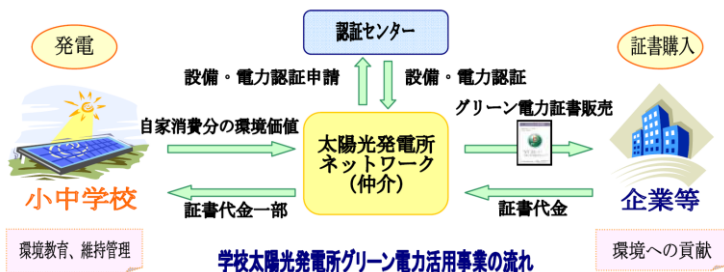 発電
認証センター
証書購入
設備・電力認証申請
設備・電力認証
自家消費分の環境価値
グリーン電力証書販売
太陽光発電所
ネットワーク
（仲介）
小中学校
企業等
証書代金一部
証書代金
環境教育、維持管理
環境への貢献
学校太陽光発電所グリーン電力活用事業の流れ